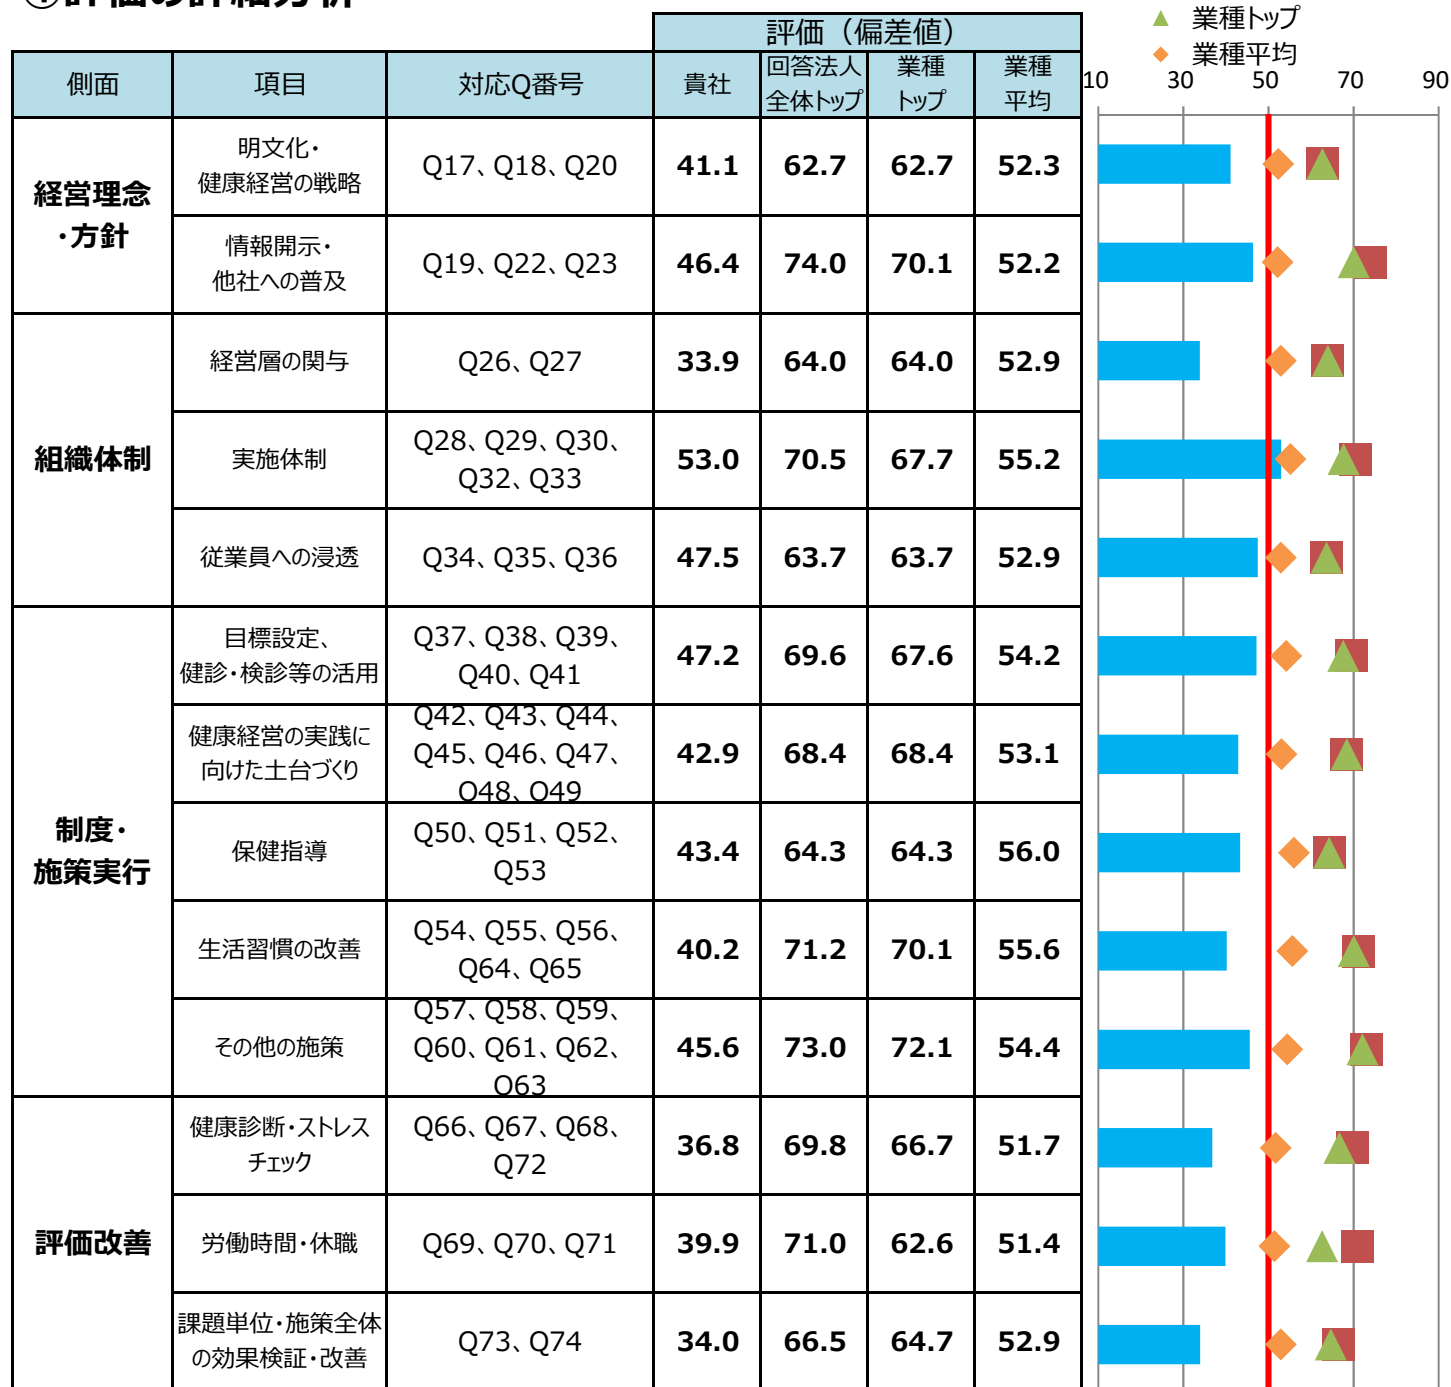 ①評価の詳細分析
▲ 業種トップ
◆ 業種平均
評価（偏差値）
側面 項目 対応Q番号 貴社 回答法人 業種 業種
全体トップ トップ 平均
10 30 50 70 90
経営理念
・方針
明文化・
健康経営の戦略
Q17、Q18、Q20 41.1 62.7 62.7 52.3
情報開示・
他社への普及
Q19、Q22、Q23 46.4 74.0 70.1 52.2
組織体制
経営層の関与 Q26、Q27 33.9 64.0 64.0 52.9
実施体制
Q28、Q29、Q30、
Q32、Q33
53.0 70.5 67.7 55.2
従業員への浸透 Q34、Q35、Q36 47.5 63.7 63.7 52.9
制度・
施策実行
目標設定、
健診・検診等の活用
Q37、Q38、Q39、
Q40、Q41
47.2 69.6 67.6 54.2
健康経営の実践に
向けた土台づくり
Q42、Q43、Q44、
Q45、Q46、Q47、
Q48、Q49
42.9 68.4 68.4 53.1
保健指導
Q50、Q51、Q52、
Q53
43.4 64.3 64.3 56.0
生活習慣の改善
Q54、Q55、Q56、
Q64、Q65
40.2 71.2 70.1 55.6
その他の施策
Q57、Q58、Q59、
Q60、Q61、Q62、
Q63
45.6 73.0 72.1 54.4
評価改善
健康診断・ストレス
チェック
Q66、Q67、Q68、
Q72
36.8 69.8 66.7 51.7
労働時間・休職 Q69、Q70、Q71 39.9 71.0 62.6 51.4
課題単位・施策全体
の効果検証・改善
Q73、Q74 34.0 66.5 64.7 52.9